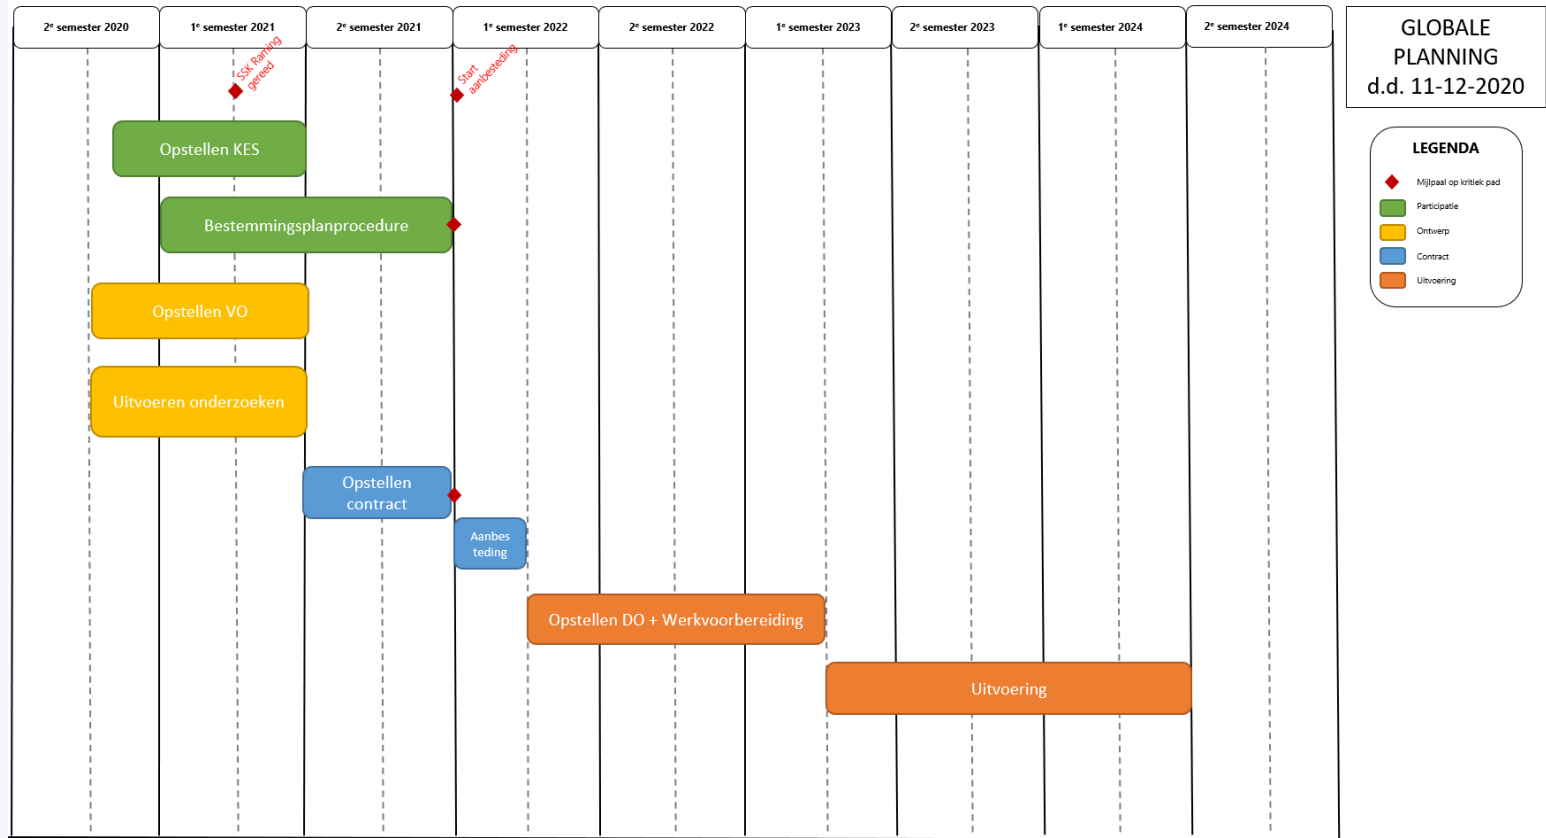 2e semester 2020
1e semester 2021
2e semester 2021
1e semester 2022
2e semester 2022
1e semester 2023
2e semester 2023
1e semester 2024
2e semester 2024
GLOBALE
PLANNING
d.d. 11-12-2020
SSK Raming
gereed
Start
aanbesteding
Opstellen KES
Bestemmingsplanprocedure
Opstellen VO
Uitvoeren onderzoeken
Opstellen
contract
Aanbes
teding
Opstellen DO + Werkvoorbereiding
Uitvoering
LEGENDA
Mijlpaal op kritiek pad
Participatie
Ontwerp
Contract
Uitvoering